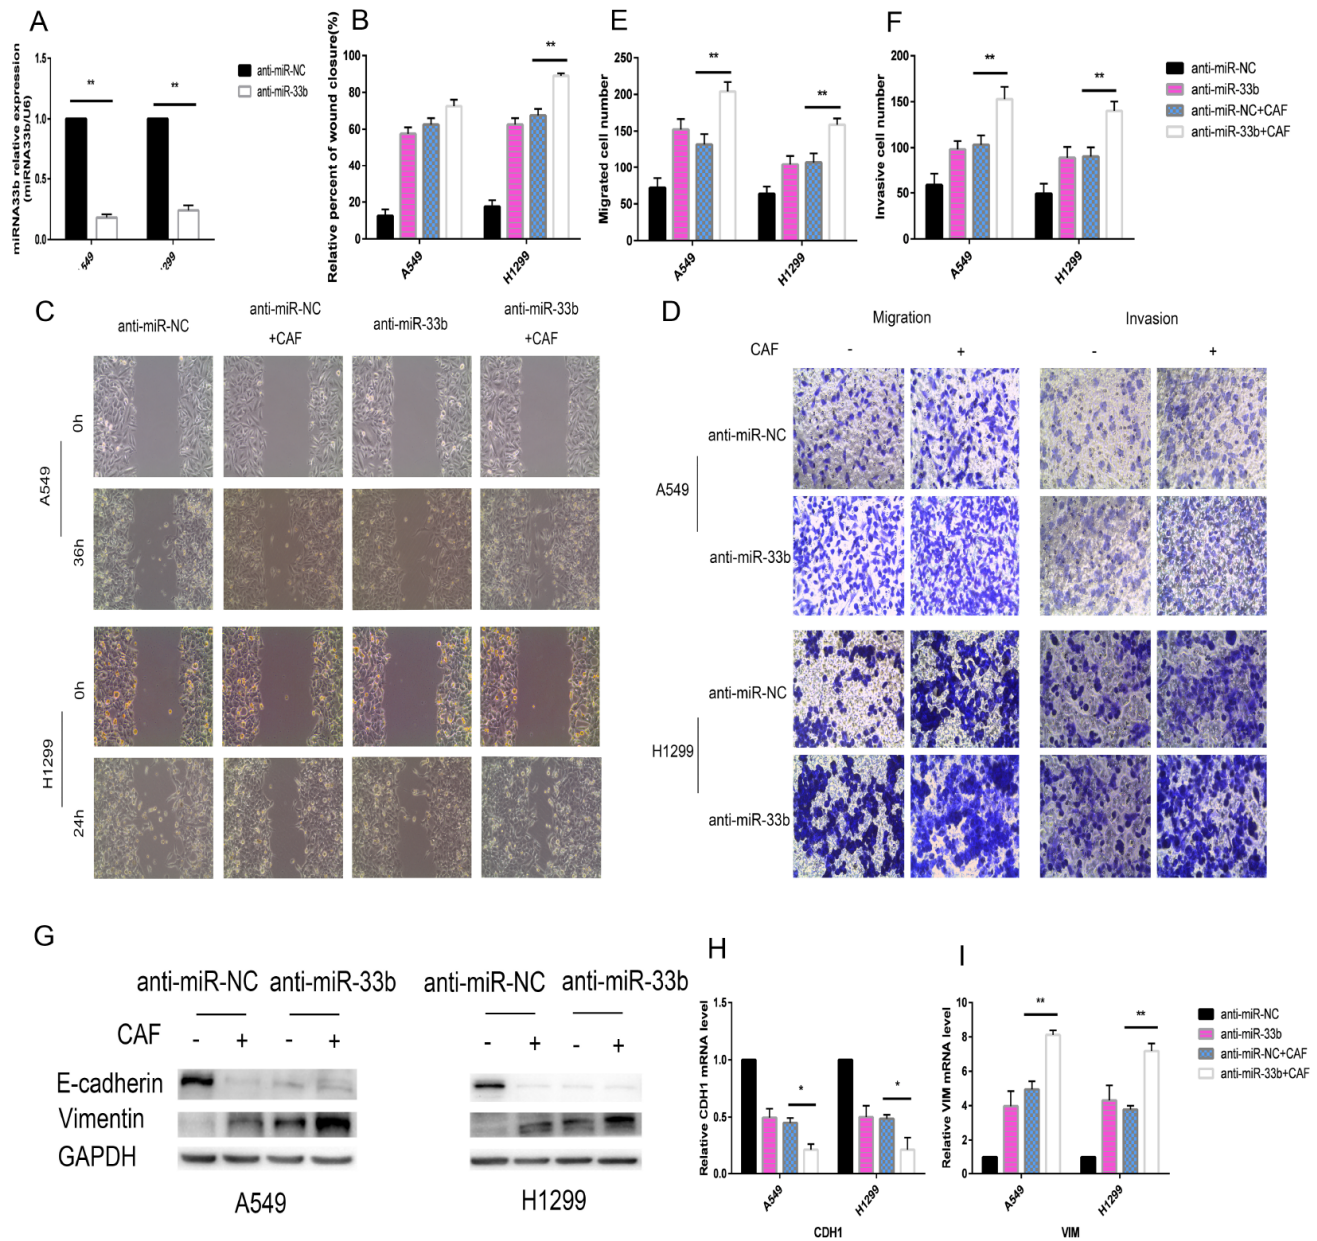 A
miRNA33b relative expression
(miRNA33b/U6)
1.5
1.0
0.5
0.0
**
**
549
299
anti-miR-NC
anti-miR-33b
B
Relative percent of wound closure(%)
100
80
60
40
20
0
**
A549
H1299
E
Migrated cell number
250
200
150
100
50
0
**
**
A549
H1299
F
Invasive cell number
200
150
100
50
0
**
**
A549
H1299
anti-miR-NC
anti-miR-33b
anti-miR-NC+CAF
anti-miR-33b+CAF
C
anti-miR-NC
anti-miR-NC
+CAF
anti-miR-33b
anti-miR-33b
+CAF
A549
0h
36h
H1299
0h
24h
D
Migration
Invasion
CAF - + - +
A549
anti-miR-NC
anti-miR-33b
H1299
anti-miR-NC
anti-miR-33b
G
anti-miR-NC anti-miR-33b
CAF - + - +
E-cadherin
Vimentin
GAPDH
A549
anti-miR-NC anti-miR-33b
- + - +
H1299
H
Relative CDH1 mRNA level
1.5
1.0
0.5
0.0
*
*
A549
H1299
CDH1
I
Relative VIM mRNA level
10
8
6
4
2
0
**
**
A549
H1299
VIM
anti-miR-NC
anti-miR-33b
anti-miR-NC+CAF
anti-miR-33b+CAF